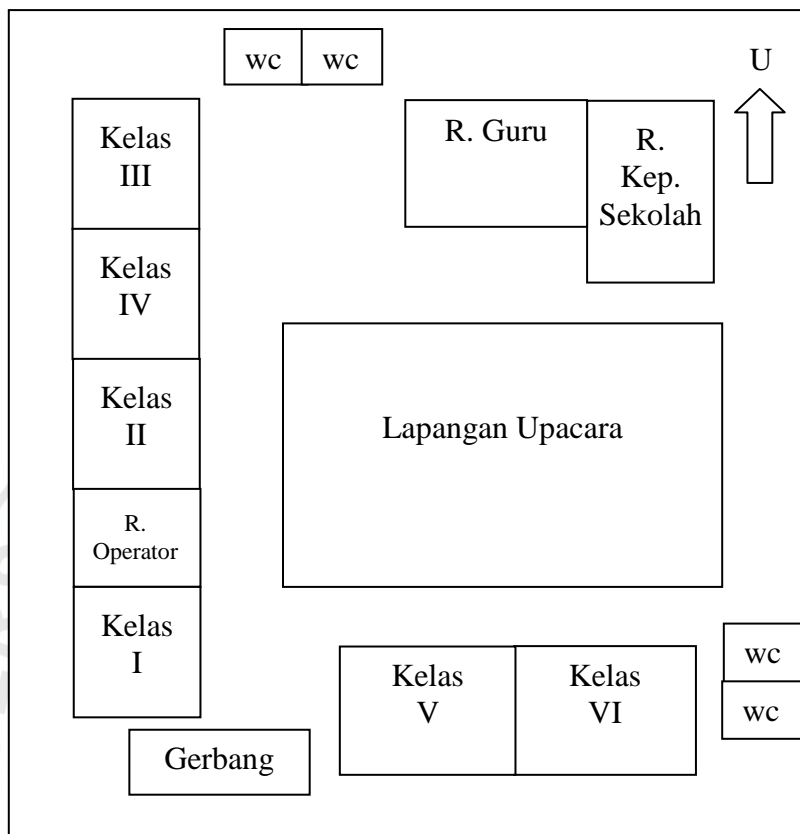 wc wc
U
Kelas
III
R. Guru
R.
Kep.
Sekolah
Kelas
IV
Kelas
II
Lapangan Upacara
R.
Operator
Kelas
I
Kelas
V
Kelas
VI
wc
wc
Gerbang